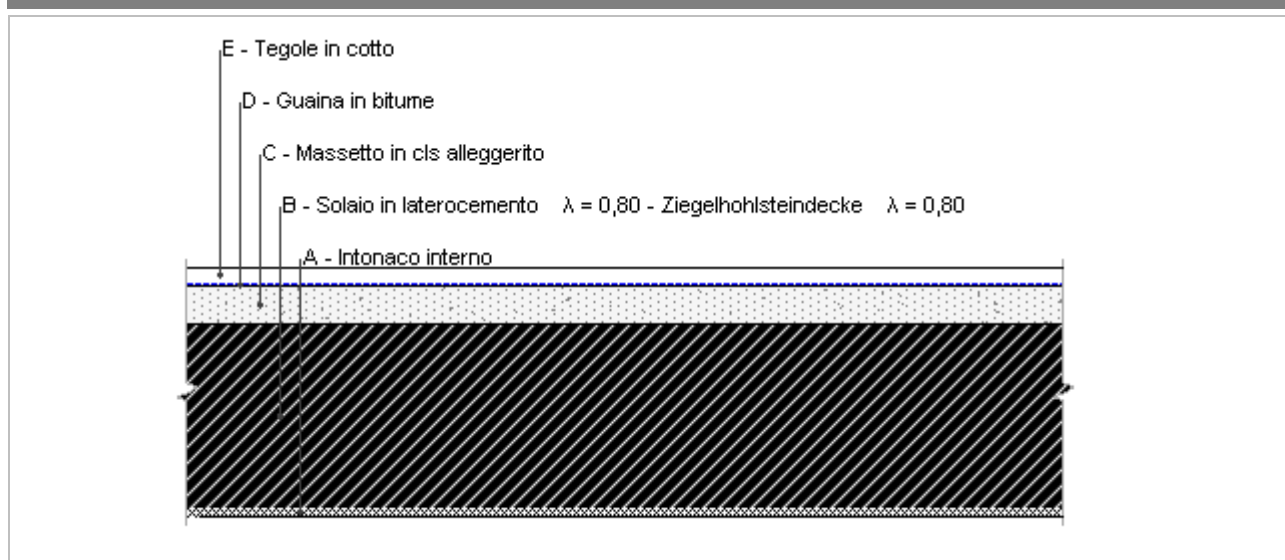 E - Tegole in cotto
D - Guaina in bitume
C - Massetto in cls alleggerito
B - Solaio in laterocemento λ = 0,80 - Ziegelhohlsteindecke λ = 0,80
A - Intonaco interno